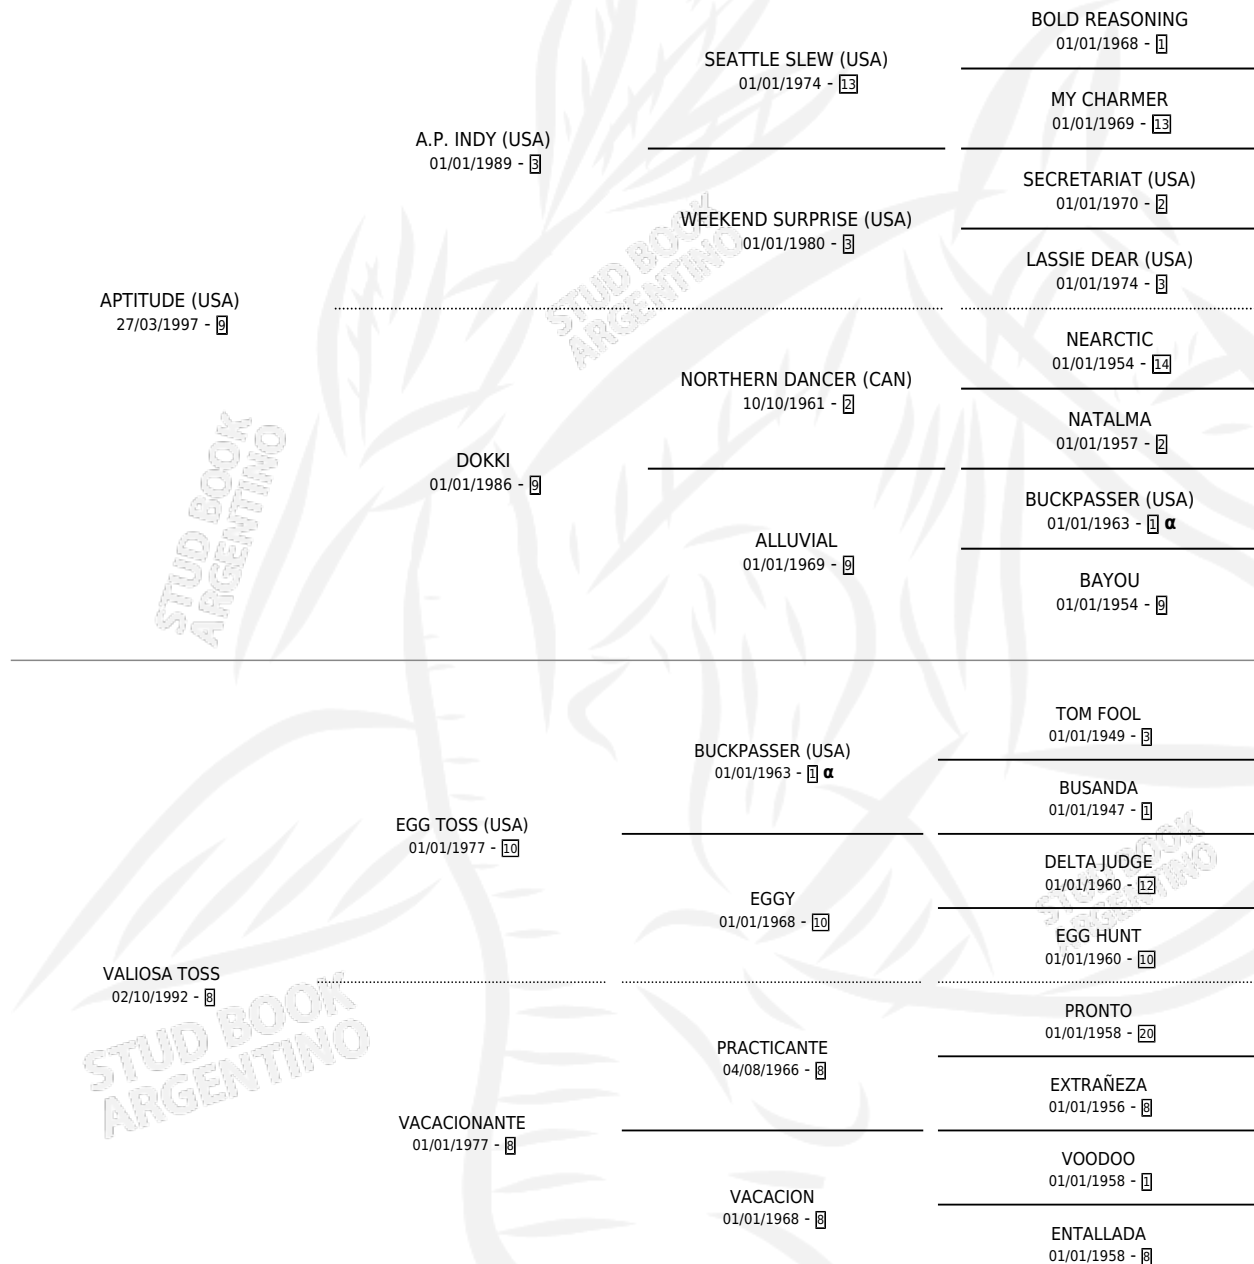 BOLD REASONING
01/01/1968 - 1
SEATTLE SLEW (USA)
01/01/1974 - 13
MY CHARMER
01/01/1969 - 13
A.P. INDY (USA)
01/01/1989 - 3
SECRETARIAT (USA)
01/01/1970 - 2
WEEKEND SURPRISE (USA)
01/01/1980 - 3
LASSIE DEAR (USA)
01/01/1974 - 3
APTITUDE (USA)
27/03/1997 - 9
NEARCTIC
01/01/1954 - 14
NORTHERN DANCER (CAN)
10/10/1961 - 2
NATALMA
01/01/1957 - 2
DOKKI
01/01/1986 - 9
BUCKPASSER (USA)
01/01/1963 - 1 α
ALLUVIAL
01/01/1969 - 9
BAYOU
01/01/1954 - 9
TOM FOOL
01/01/1949 - 3
BUCKPASSER (USA)
01/01/1963 - 1 α
BUSANDA
01/01/1947 - 1
EGG TOSS (USA)
01/01/1977 - 10
DELTA JUDGE
01/01/1960 - 12
EGGY
01/01/1968 - 10
EGG HUNT
01/01/1960 - 10
VALIOSA TOSS
02/10/1992 - 8
PRONTO
01/01/1958 - 20
PRACTICANTE
04/08/1966 - 8
EXTRAÑEZA
01/01/1956 - 8
VACACIONANTE
01/01/1977 - 8
VOODOO
01/01/1958 - 1
VACACION
01/01/1968 - 8
ENTALLADA
01/01/1958 - 8
STUD BOOK
ARGENTINO
STUD BOOK
ARGENTINO
STUD BOOK
ARGENTINO
STUD BOOK
ARGENTINO